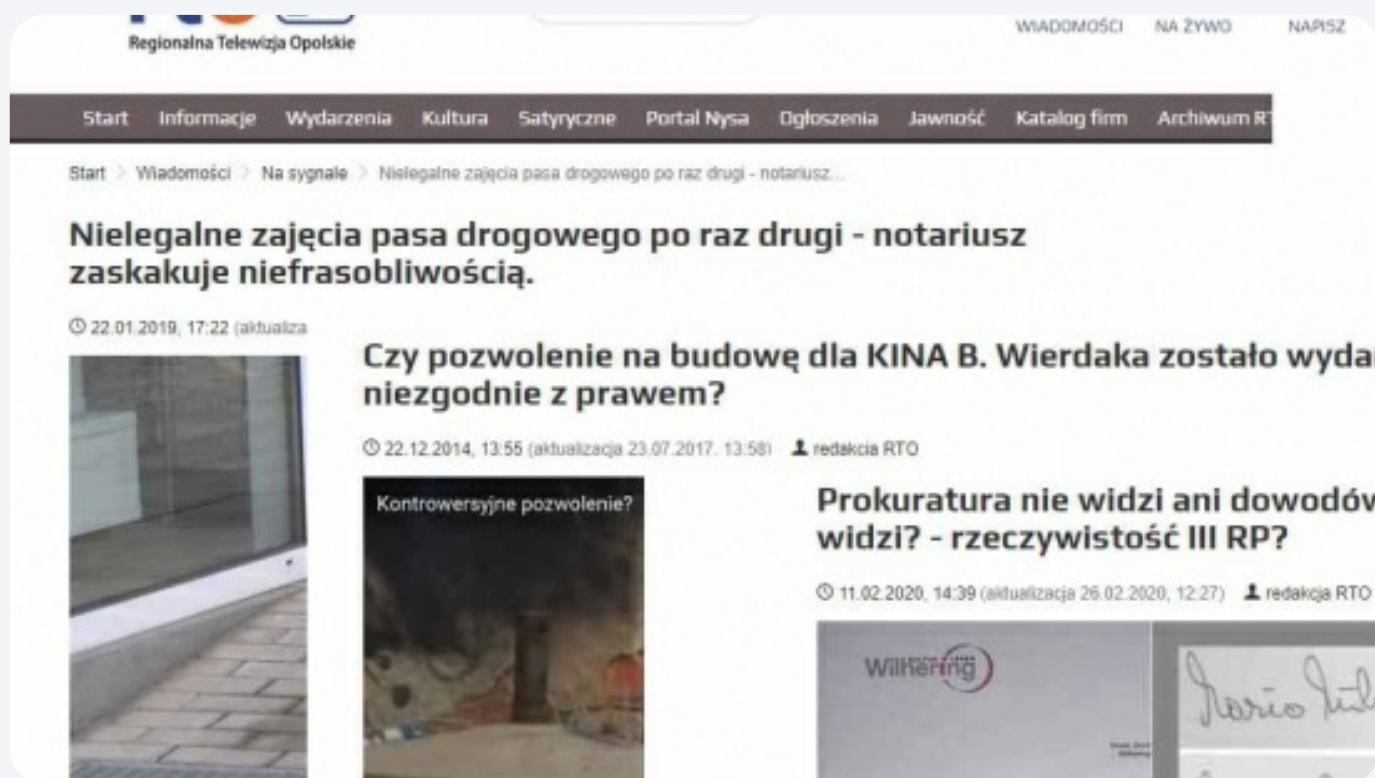 Regionalna Telewizja Opolskie
WIADOMOŚCI NA ŻYWO NAPISZ
Start Informacje Wydarzenia Kultura Satyryczne Portal Nysa Ogłoszenia Jawność Katalog firm Archiwum
Start > Wiadomości > Na sygnale > Nielegalne zajęcia pasa drogowego po raz drugi - notariusz...
Nielegalne zajęcia pasa drogowego po raz drugi - notariusz
zaskakuje niefrasobliwością.
22.01.2019, 17:22 (aktualiza
Czy pozwolenie na budowę dla KINA B. Wierdaka zostało wyda
niezgodnie z prawem?
22.12.2014, 13:55 (aktualizacja 23.07.2017, 13:58) redakcja RTO
Kontrowersyjne pozwolenie?
Prokuratura nie widzi ani dowodów
widzi? - rzeczywistość III RP?
11.02.2020, 14:39 (aktualizacja 26.02.2020, 12:27) redakcja RTO
Wilhering